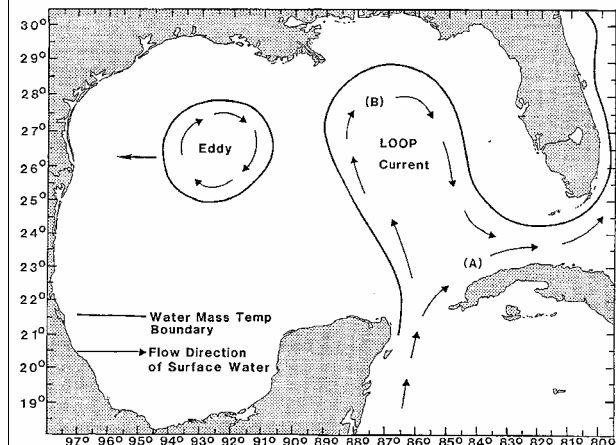 30°
29°
28°
27°
26°
25°
24°
23°
22°
21°
20°
19°
(B)
Eddy
LOOP
Current
(A)
Water Mass Temp
Boundary
Flow Direction
of Surface Water
97° 96° 95° 94° 93° 92° 91° 90° 89° 88° 87° 86° 85° 84° 83° 82° 81° 80°